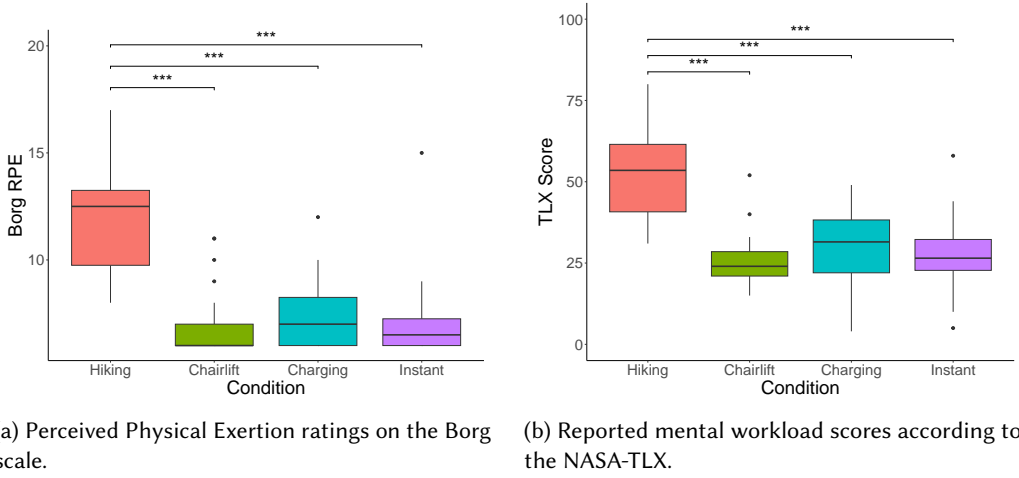 20
15
10
Borg RPE
***
***
***
Hiking Chairlift Charging Instant
Condition
100
75
50
25
0
TLX Score
***
***
***
Hiking Chairlift Charging Instant
Condition
a) Perceived Physical Exertion ratings on the Borg
scale.
(b) Reported mental workload scores according to
the NASA-TLX.